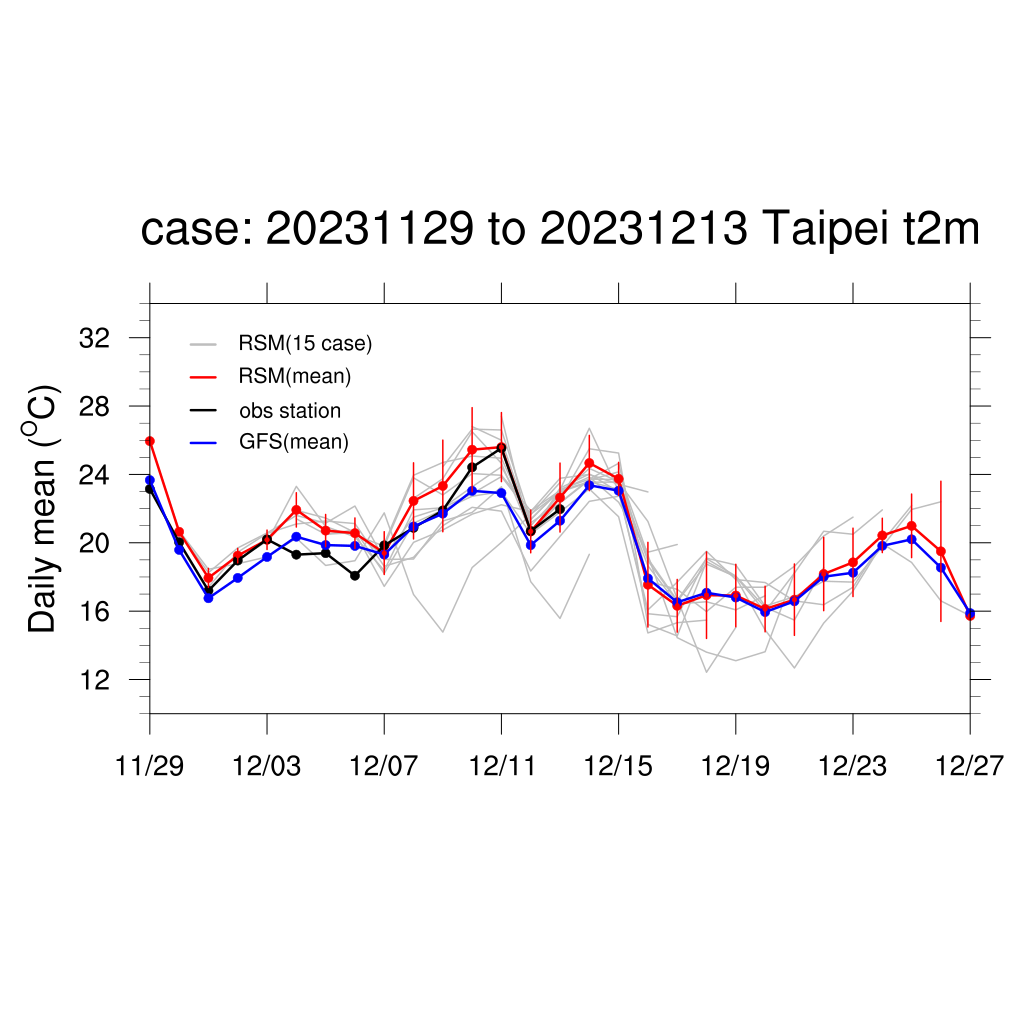 case: 20231129 to 20231213 Taipei t2m
Daily mean (°C)
32
28
24
20
16
12
RSM(15 case)
RSM(mean)
obs station
GFS(mean)
11/29 12/03 12/07 12/11 12/15 12/19 12/23 12/27